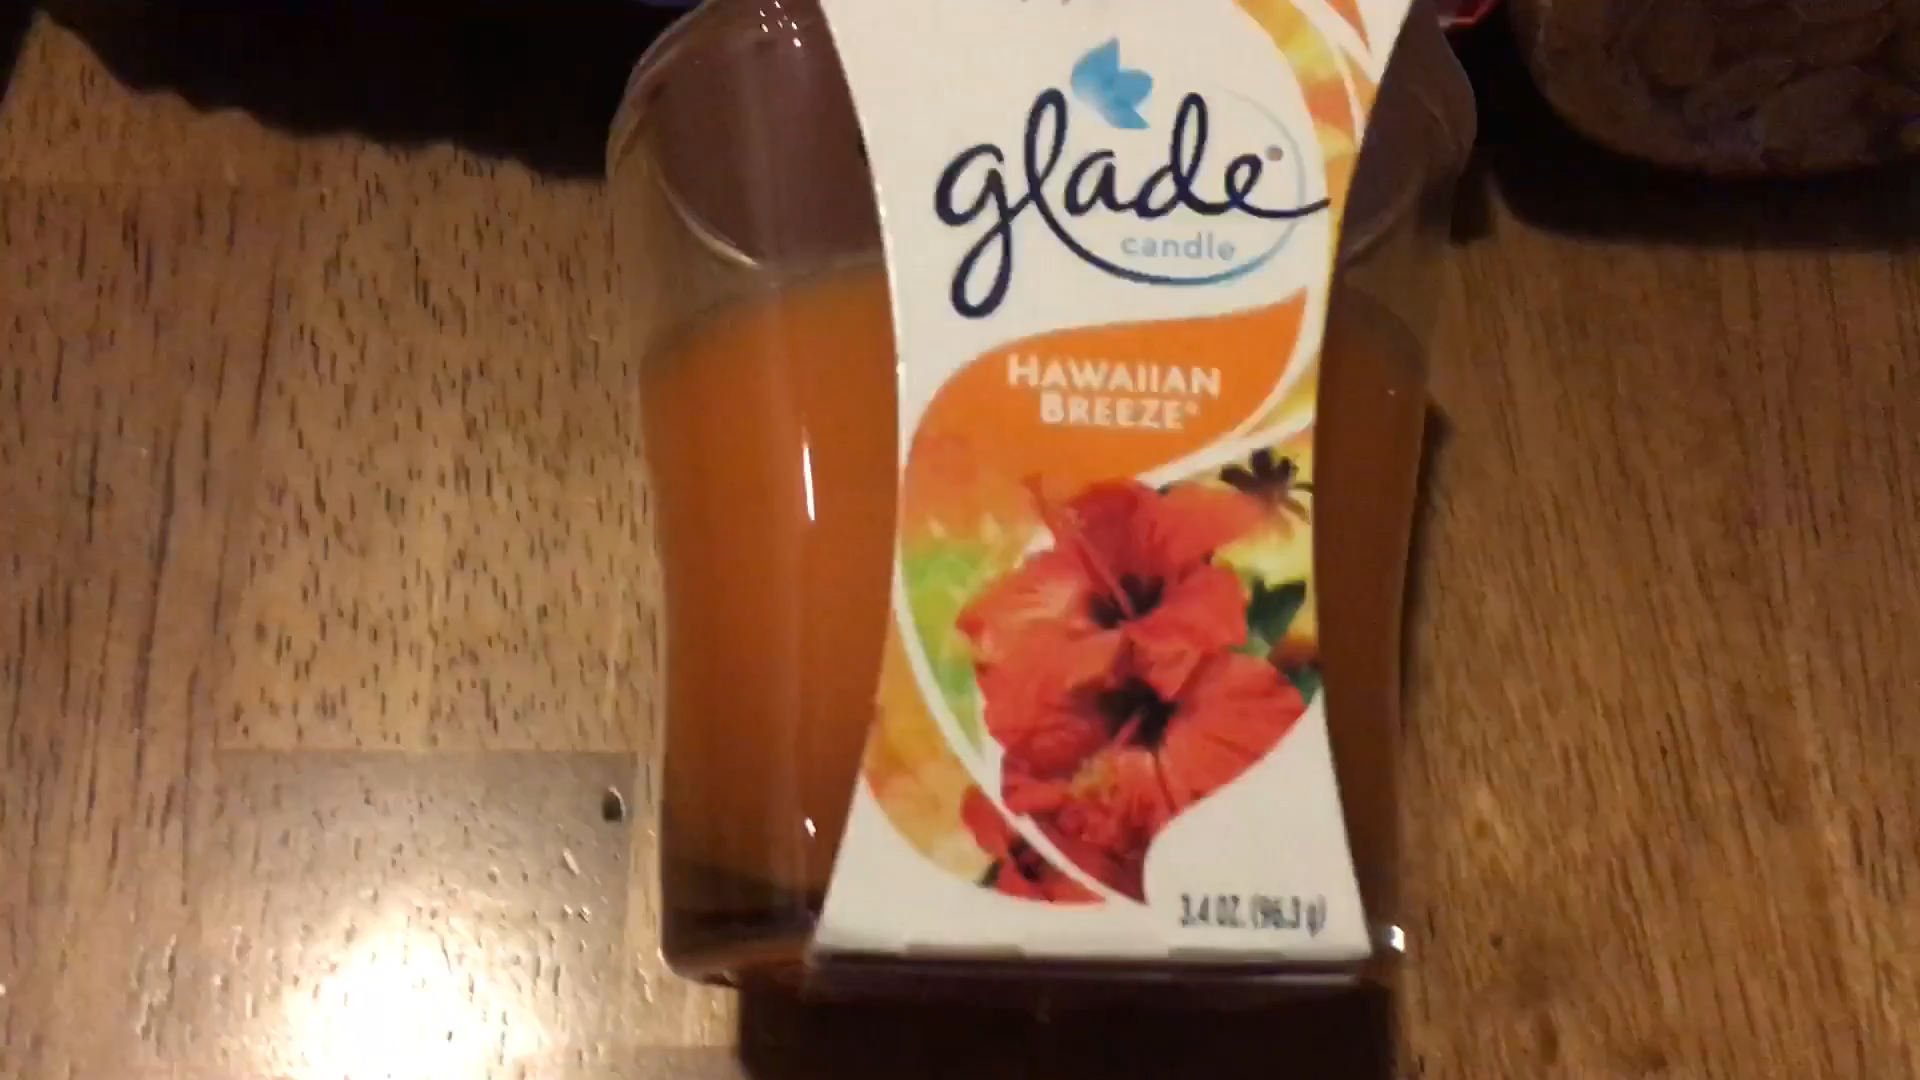 glade®
candle
HAWAIIAN
BREEZE®
3.4 OZ. (96.3 g)